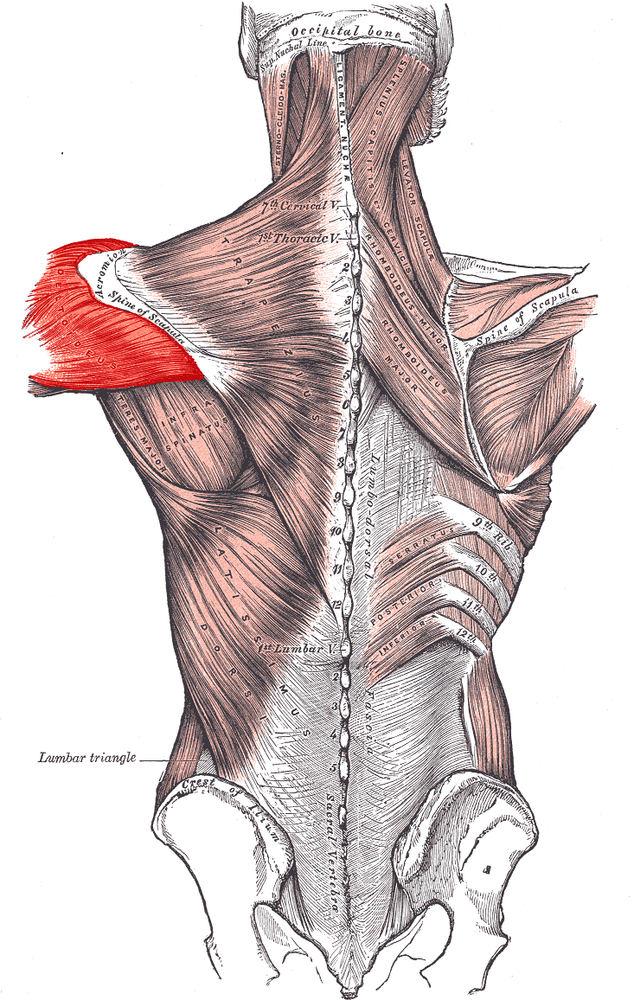 Occipital bone
Sup. Nuchal Line
STERNO-CLEIDO-MAS.
LIGAMENT. NUCHÆ
SPLENIUS CAPITIS
ET CERVICIS
LEVATOR SCAPULÆ
7th Cervical V.
1st Thoracic V.
2
3
4
5
6
7
8
9
10
11
12
1st Lumbar V.
2
3
4
5
TRAPEZIUS
Acromion
Spine of Scapula
DELTOIDEUS
RHOMBOIDEUS MINOR
RHOMBOIDEUS
MAJOR
Spine of Scapula
TERES MAJOR
INFRA-
SPINATUS
LATISSIMUS
DORSI
Lumbo-dorsal
Fascia
SERRATUS
POSTERIOR
INFERIOR
9th Rib
10th
11th
12th
Lumbar triangle
Crest of Ilium
Sacral Vertebræ